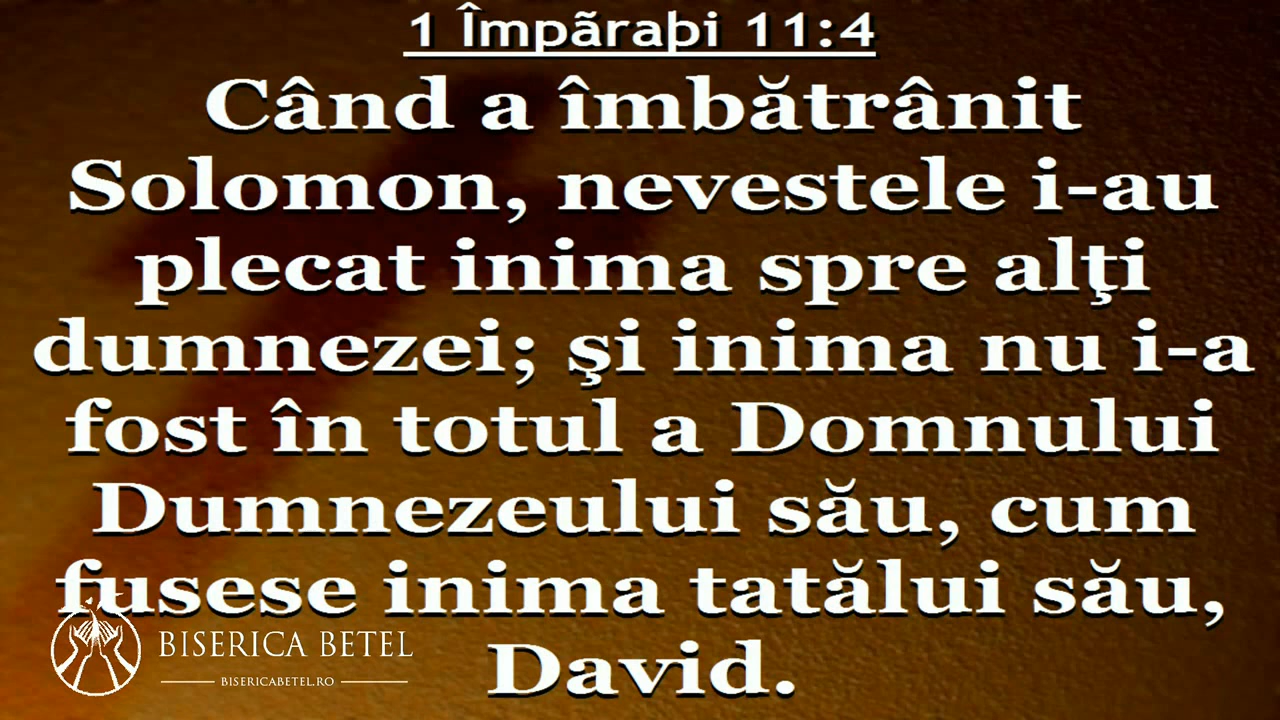 1 Împãraþi 11:4
Când a îmbătrânit
Solomon, nevestele i-au
plecat inima spre alţi
dumnezei; şi inima nu i-a
fost în totul a Domnului
Dumnezeului său, cum
fusese inima tatălui său,
David.
BISERICA BETEL
BISERICABETEL.RO